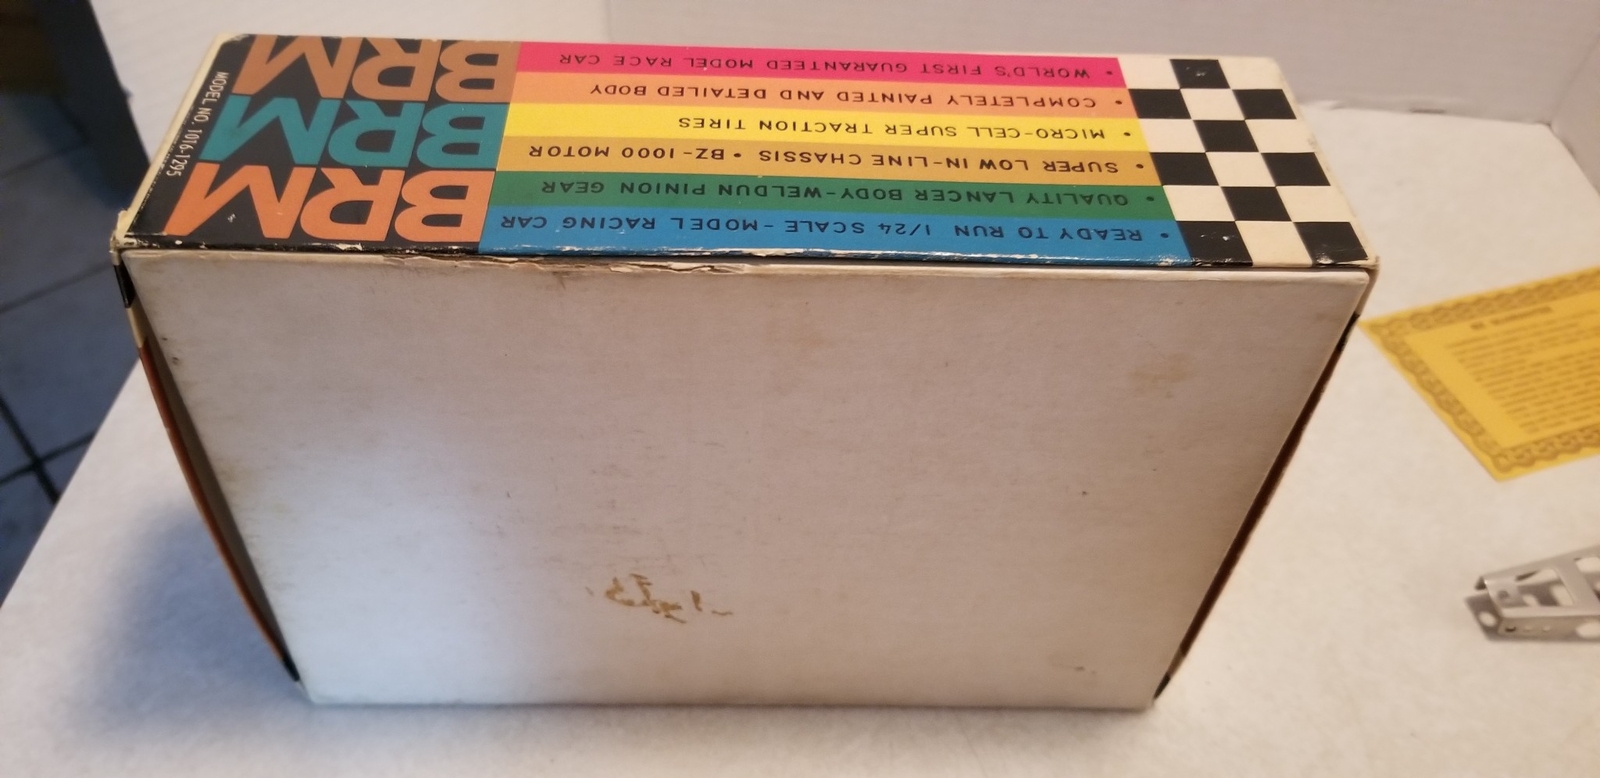 BRM
BRM
BRM
MODEL NO. 1016-1295
• READY TO RUN 1/24 SCALE - MODEL RACING CAR
• QUALITY LANCER BODY-WELDUN PINION GEAR
• SUPER LOW IN-LINE CHASSIS • BZ-1000 MOTOR
• MICRO-CELL SUPER TRACTION TIRES
• COMPLETELY PAINTED AND DETAILED BODY
• WORLD'S FIRST GUARANTEED MODEL RACE CAR